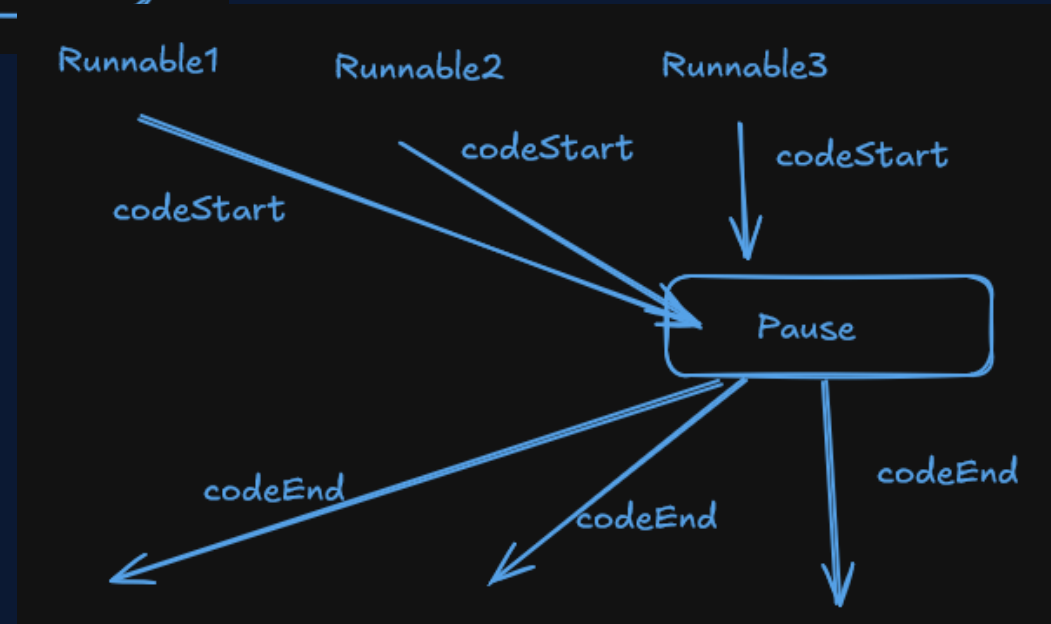 Runnable1
Runnable2
Runnable3
codeStart
codeStart
codeStart
Pause
codeEnd
codeEnd
codeEnd